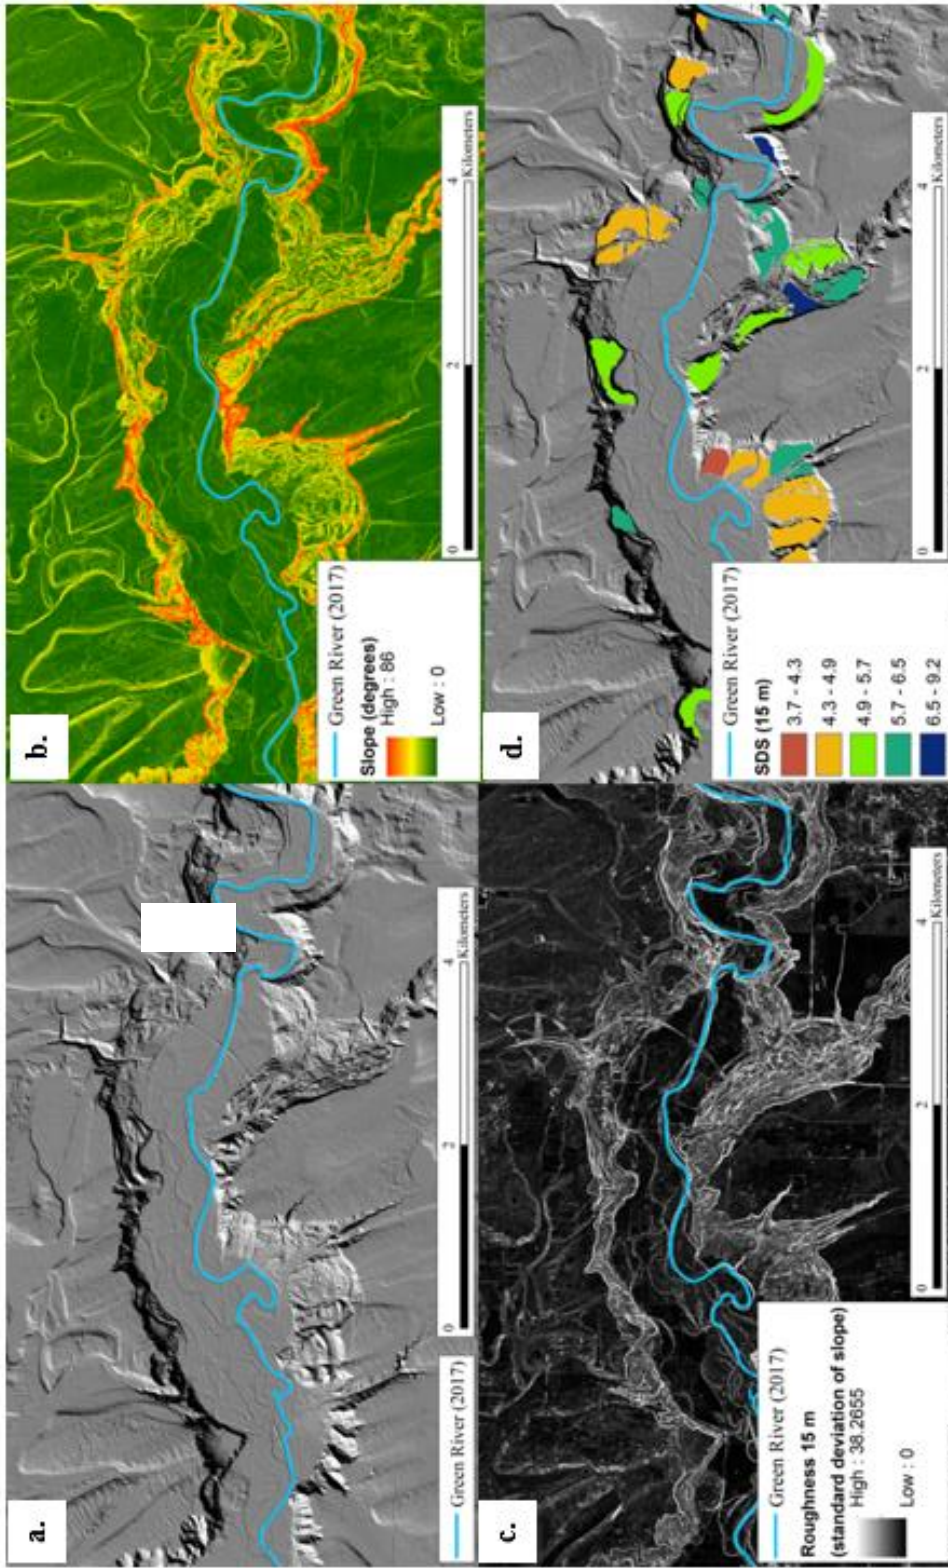 a.
Green River (2017)
0 2 4
Kilometers
b.
Green River (2017)
Slope (degrees)
High : 86
Low : 0
0 2 4
Kilometers
c.
Green River (2017)
Roughness 15 m
(standard deviation of slope)
High : 38.2655
Low : 0
0 2 4
Kilometers
d.
Green River (2017)
SDS (15 m)
3.7 - 4.3
4.3 - 4.9
4.9 - 5.7
5.7 - 6.5
6.5 - 9.2
0 2 4
Kilometers